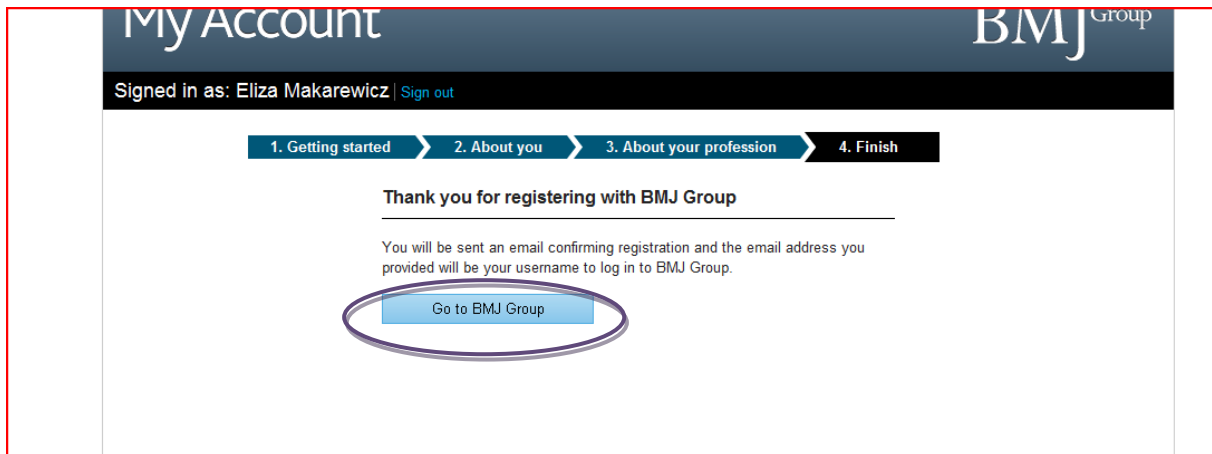 My Account
BMJ Group
Signed in as: Eliza Makarewicz | Sign out
1. Getting started 2. About you 3. About your profession 4. Finish
Thank you for registering with BMJ Group
You will be sent an email confirming registration and the email address you
provided will be your username to log in to BMJ Group.
Go to BMJ Group